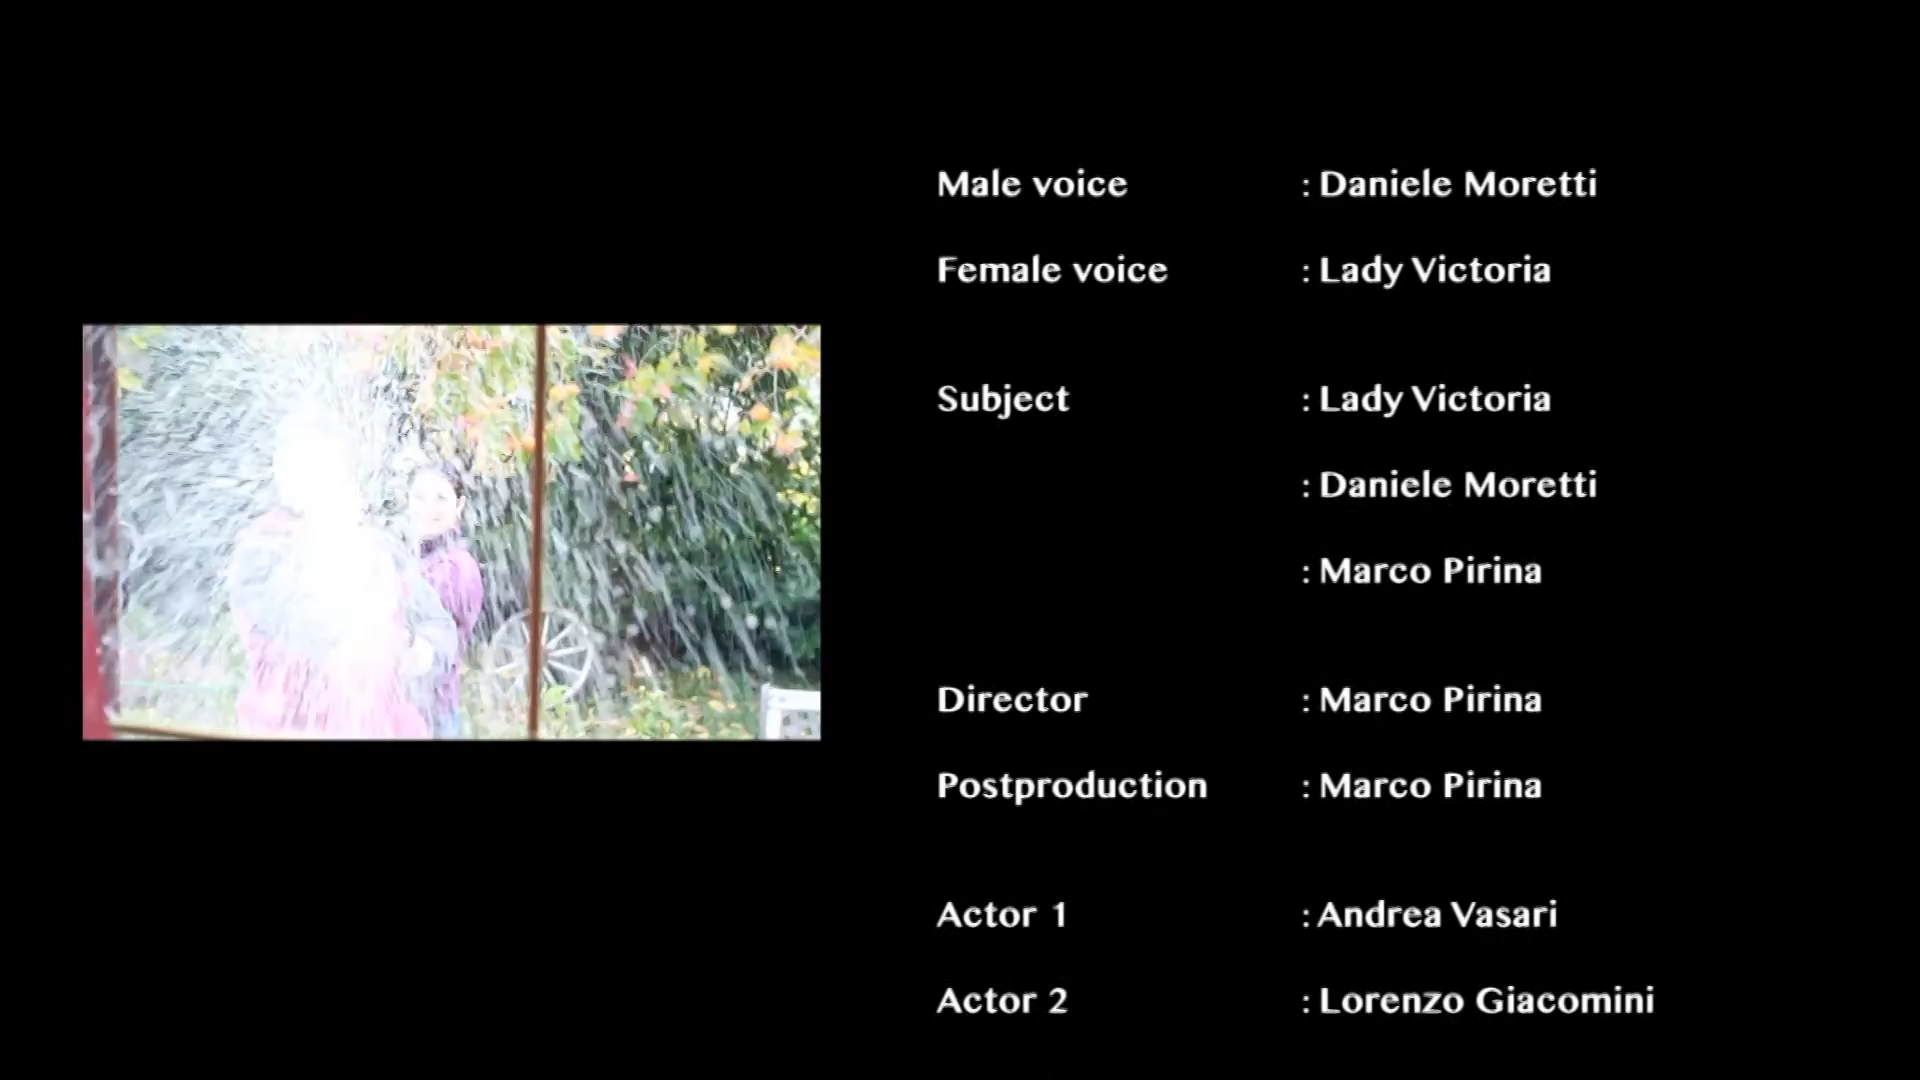 Male voice : Daniele Moretti
Female voice : Lady Victoria
Subject : Lady Victoria
: Daniele Moretti
: Marco Pirina
Director : Marco Pirina
Postproduction : Marco Pirina
Actor 1 : Andrea Vasari
Actor 2 : Lorenzo Giacomini